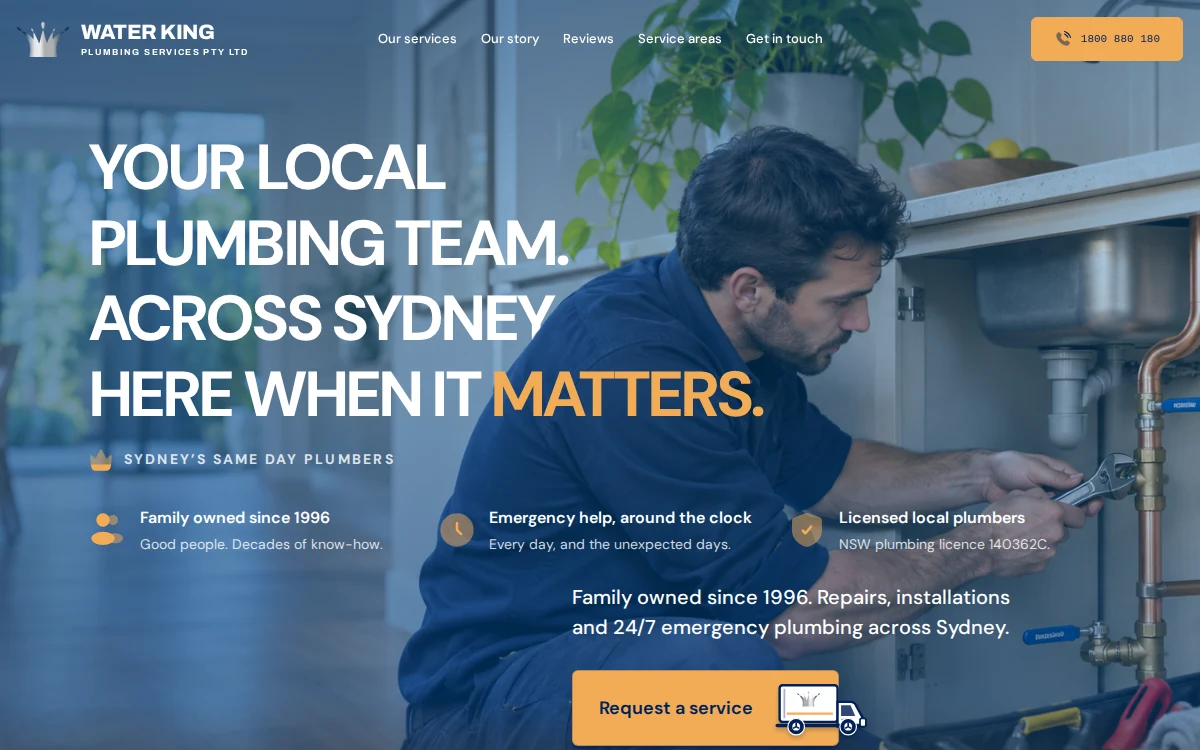 WATER KING
PLUMBING SERVICES PTY LTD
Our services
Our story
Reviews
Service areas
Get in touch
1800 880 180
YOUR LOCAL
PLUMBING TEAM.
ACROSS SYDNEY
HERE WHEN IT MATTERS.
SYDNEY'S SAME DAY PLUMBERS
Family owned since 1996
Good people. Decades of know-how.
Emergency help, around the clock
Every day, and the unexpected days.
Licensed local plumbers
NSW plumbing licence 140362C.
Family owned since 1996. Repairs, installations
and 24/7 emergency plumbing across Sydney.
Request a service